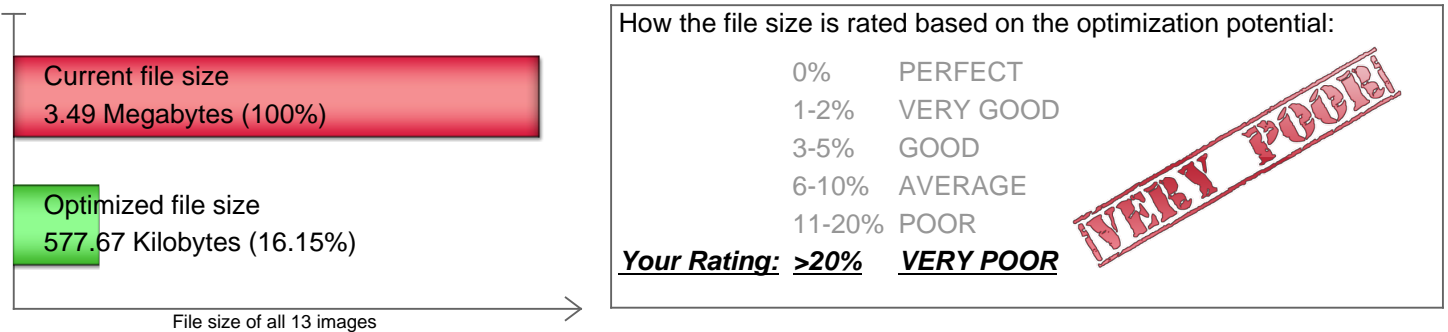 Current file size
3.49 Megabytes (100%)
Optimized file size
577.67 Kilobytes (16.15%)
File size of all 13 images
How the file size is rated based on the optimization potential:
0% PERFECT
1-2% VERY GOOD
3-5% GOOD
6-10% AVERAGE
11-20% POOR
Your Rating: >20% VERY POOR
VERY POOR